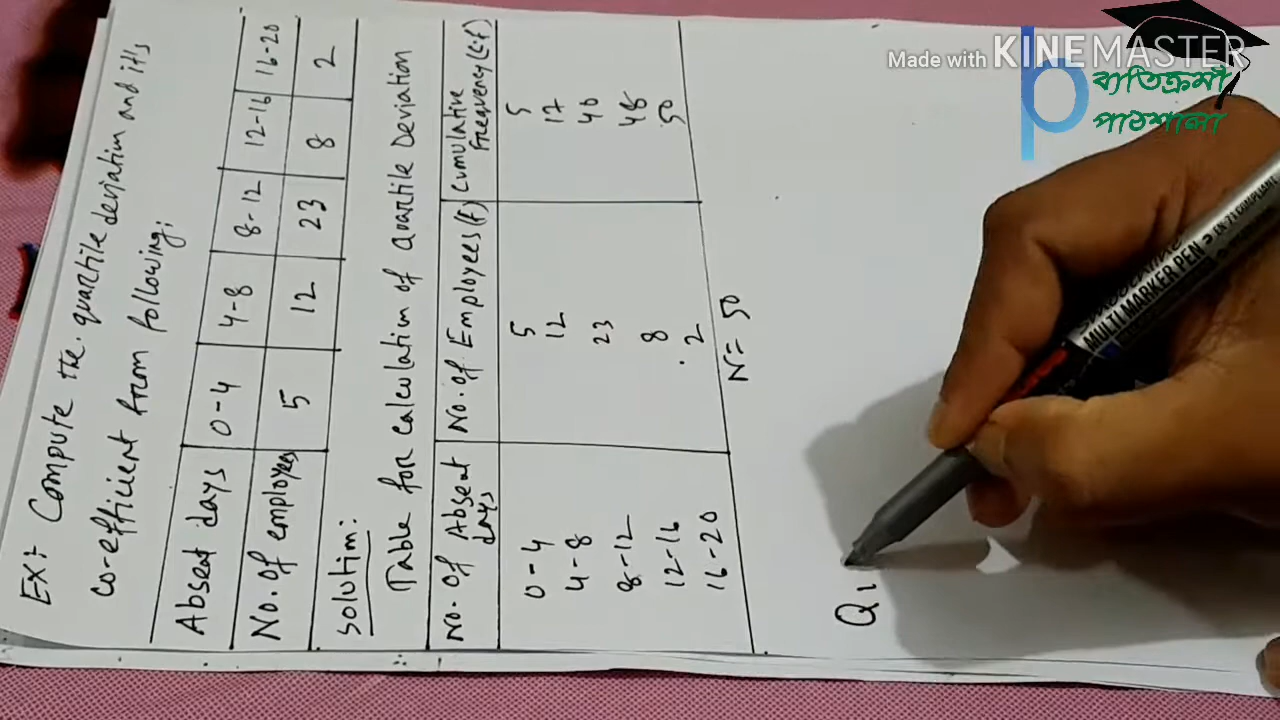 Ex: Compute the quartile deviation and it's
co-efficient from following:
Absent days 0-4 4-8 8-12 12-16 16-20
No. of employees 5 12 23 8 2
Solution:
Table for calculation of Quartile Deviation
No. of Absent days No. of Employees (f) Cumulative Frequency (c.f)
0-4 5 5
4-8 12 17
8-12 23 40
12-16 8 48
16-20 2 50
N = 50
Q1
Made with KINEMASTER
ব্যতিক্রমী
পাঠশালা
MULTI MARKER PEN